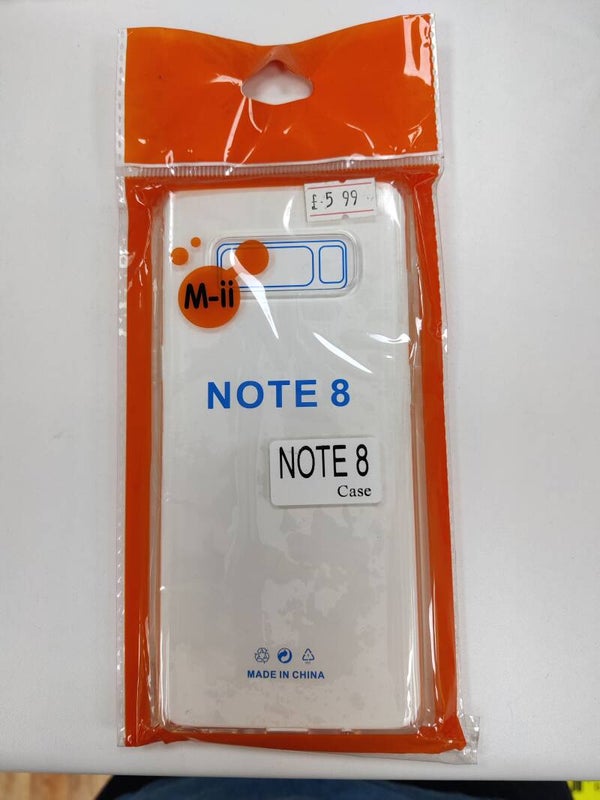 £5.99
M-ii
NOTE 8
NOTE 8
Case
MADE IN CHINA